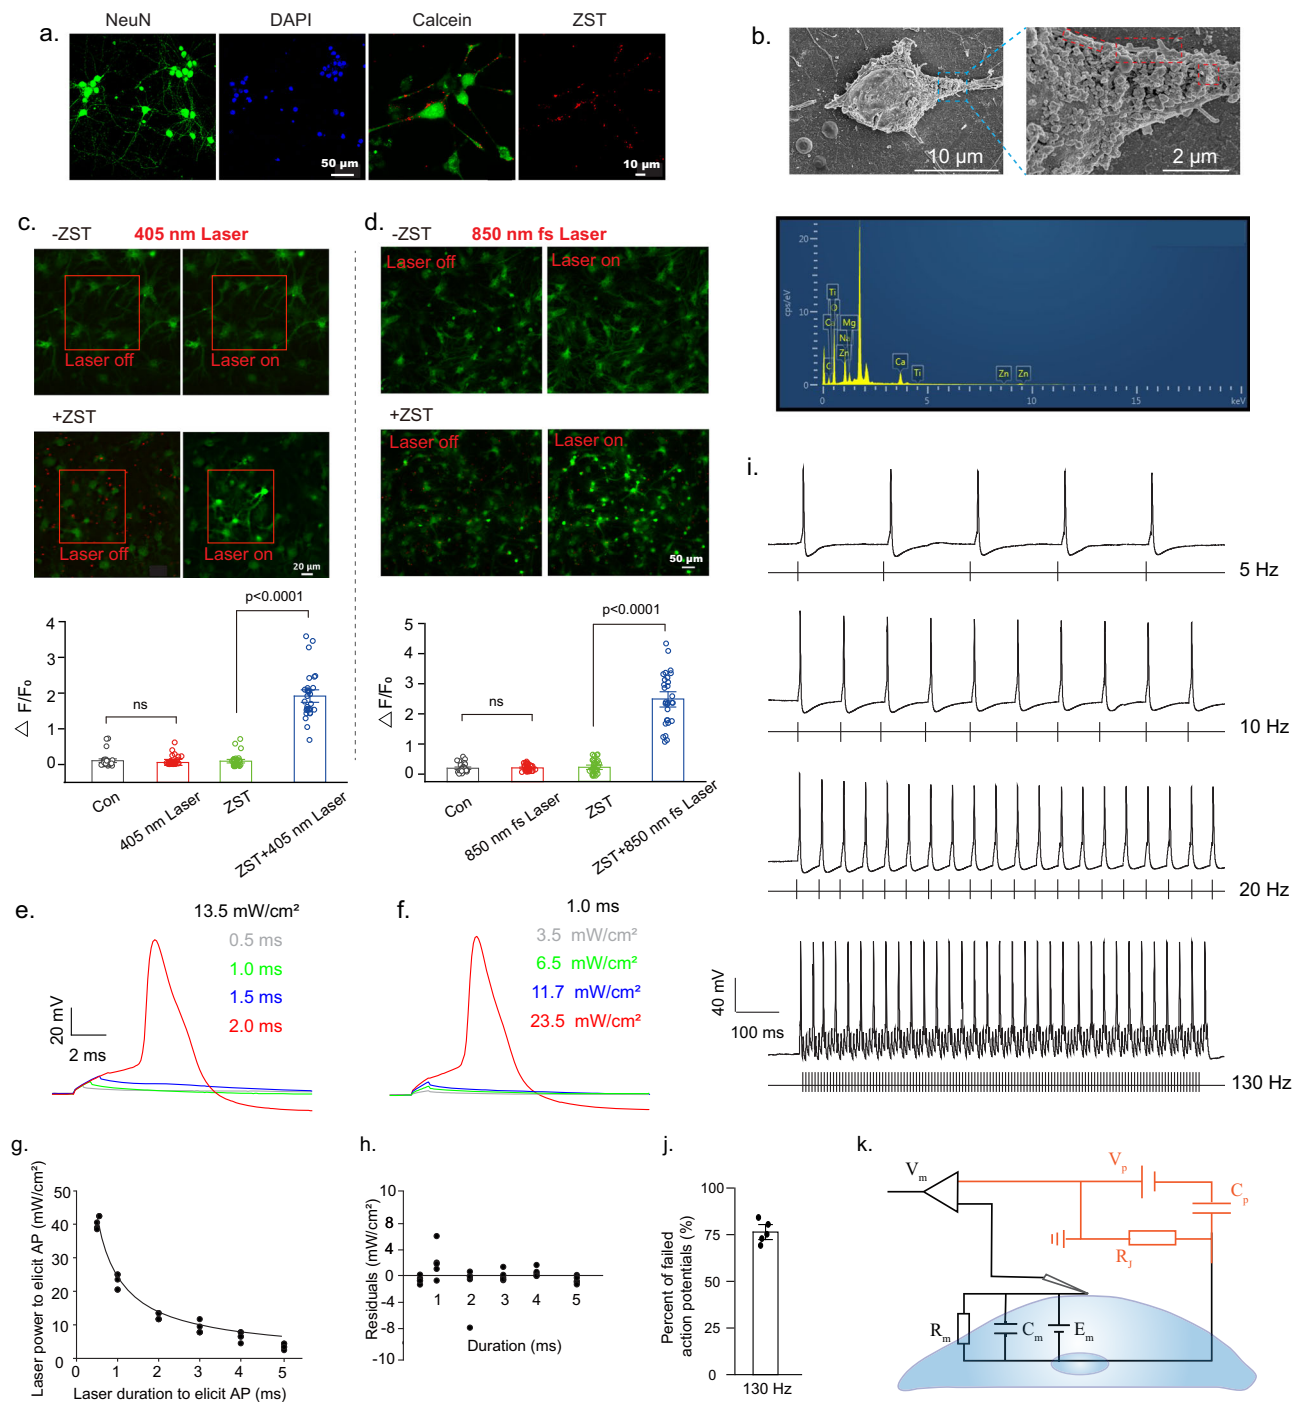 a.
NeuN
DAPI
Calcein
ZST
50 µm
10 µm
b.
10 µm
2 µm
20
10
0
cps/eV
Ti
O
Ca
Mg
Na
Zn
C
Ca
Ti
Zn
Zn
0
5
10
15
keV
c.
-ZST
405 nm Laser
Laser off
Laser on
+ZST
Laser off
Laser on
20 µm
p<0.0001
ns
△ F/F₀
4
3
2
1
0
Con
405 nm Laser
ZST
ZST+405 nm Laser
d.
-ZST
850 nm fs Laser
Laser off
Laser on
+ZST
Laser off
Laser on
50 µm
p<0.0001
ns
△ F/F₀
5
4
3
2
1
0
Con
850 nm fs Laser
ZST
ZST+850 nm fs Laser
e.
13.5 mW/cm²
0.5 ms
1.0 ms
1.5 ms
2.0 ms
20 mV
2 ms
f.
1.0 ms
3.5 mW/cm²
6.5 mW/cm²
11.7 mW/cm²
23.5 mW/cm²
g.
Laser power to elicit AP (mW/cm²)
50
40
30
20
10
0
0
1
2
3
4
5
Laser duration to elicit AP (ms)
h.
Residuals (mW/cm²)
10
8
4
0
-4
-8
-10
1
2
3
4
5
Duration (ms)
i.
5 Hz
10 Hz
20 Hz
40 mV
100 ms
130 Hz
j.
Percent of failed
action potentials (%)
100
75
50
25
0
130 Hz
k.
Vm
Vp
Cp
RJ
Rm
Cm
Em